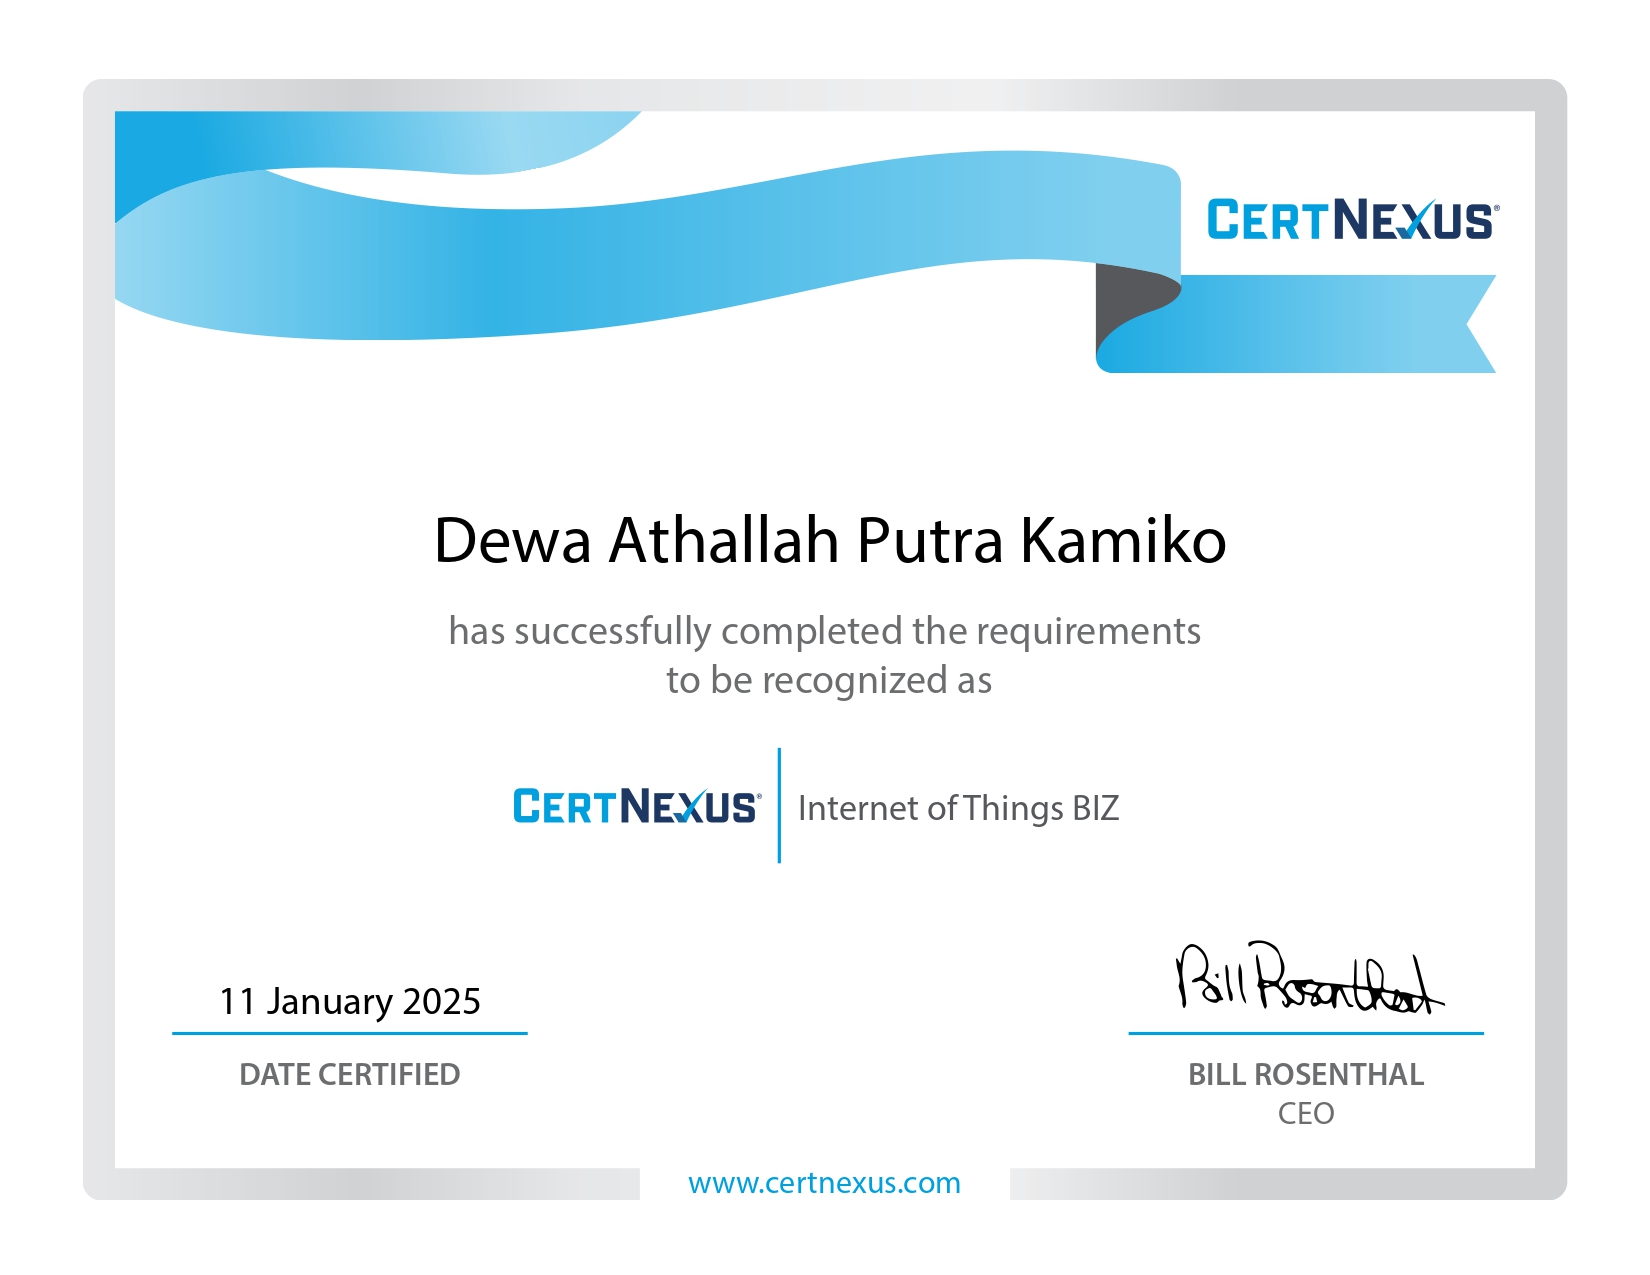 CERTNEXUS®
Dewa Athallah Putra Kamiko
has successfully completed the requirements
to be recognized as
CERTNEXUS® Internet of Things BIZ
11 January 2025
DATE CERTIFIED
Bill Rosenthal
BILL ROSENTHAL
CEO
www.certnexus.com